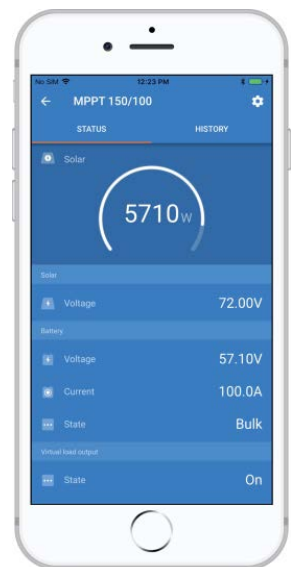 No SIM 12:23 PM
MPPT 150/100
STATUS HISTORY
Solar
5710W
Solar
Voltage 72.00V
Battery
Voltage 57.10V
Current 100.0A
State Bulk
Virtual load output
State On